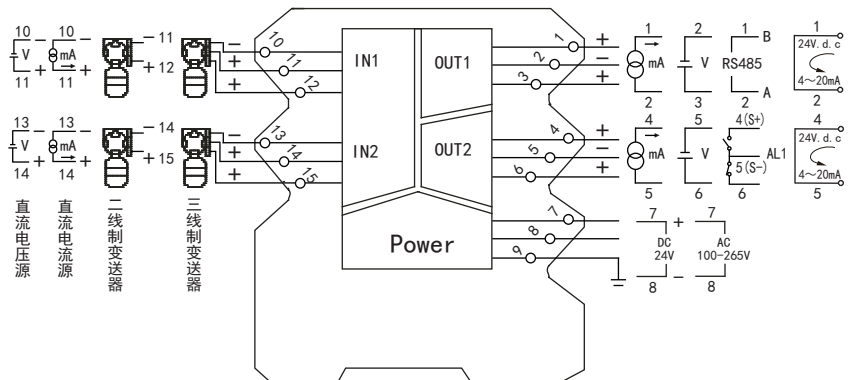 10 − 10 − − 11 − 10
V mA
11 + 11 + + 12 + 11
+ 12
IN1 OUT1
1 + 1 2 1 B 1
2 − mA V RS485 24V.d.c
3 + 4～20mA
2 3 2 A 2
13 − 13 − − 14 − 13
V mA
14 + 14 + + 15 + 14
+ 15
IN2 OUT2
4 + 4 5 4(S+) 4
5 − mA V AL1 24V.d.c
5(S-) 4～20mA
6 + 5 6 6 5
直流电压源
直流电流源
二线制变送器
三线制变送器
Power
7 7 + 7
8 DC 24V AC 100-265V
9 8 − 8